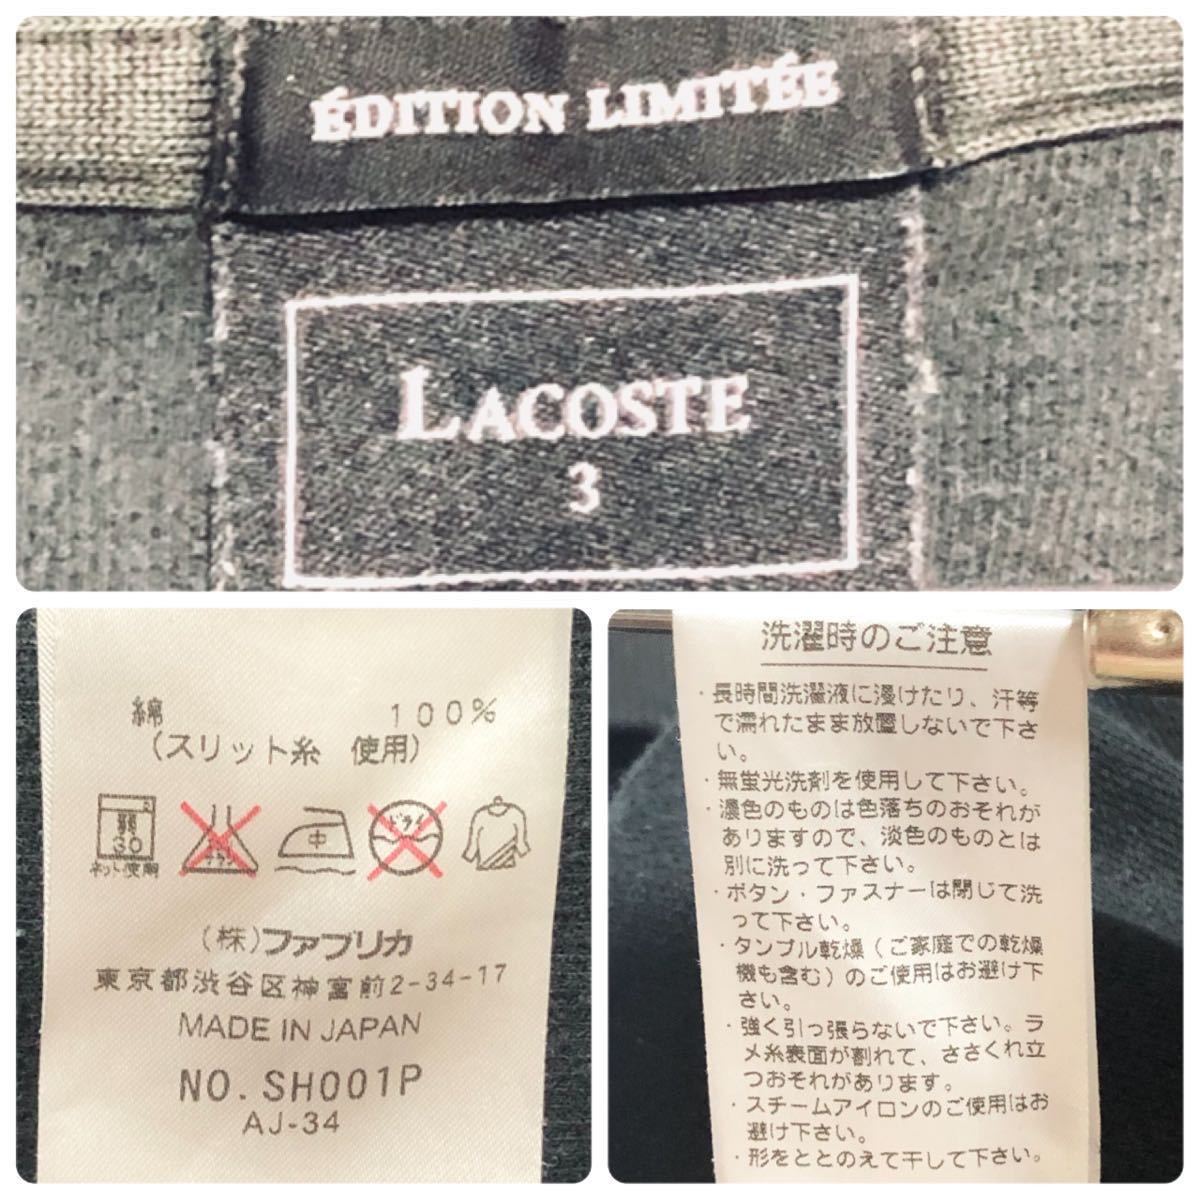 ÉDITION LIMITÉE
LACOSTE
3
綿 100%
(スリット糸 使用)
弱
30
ネット使用
中
ドライ
(株)ファブリカ
東京都渋谷区神宮前2-34-17
MADE IN JAPAN
NO. SH001P
AJ-34
洗濯時のご注意
・長時間洗濯液に浸けたり、汗等
で濡れたまま放置しないで下さ
い。
・無蛍光洗剤を使用して下さい。
・濃色のものは色落ちのおそれが
ありますので、淡色のものとは
別に洗って下さい。
・ボタン・ファスナーは閉じて洗
って下さい。
・タンブル乾燥(ご家庭での乾燥
機も含む)のご使用はお避け下
さい。
・強く引っ張らないで下さい。ラ
メ糸表面が割れて、ささくれ立
つおそれがあります。
・スチームアイロンのご使用はお
避け下さい。
・形をととのえて干して下さい。